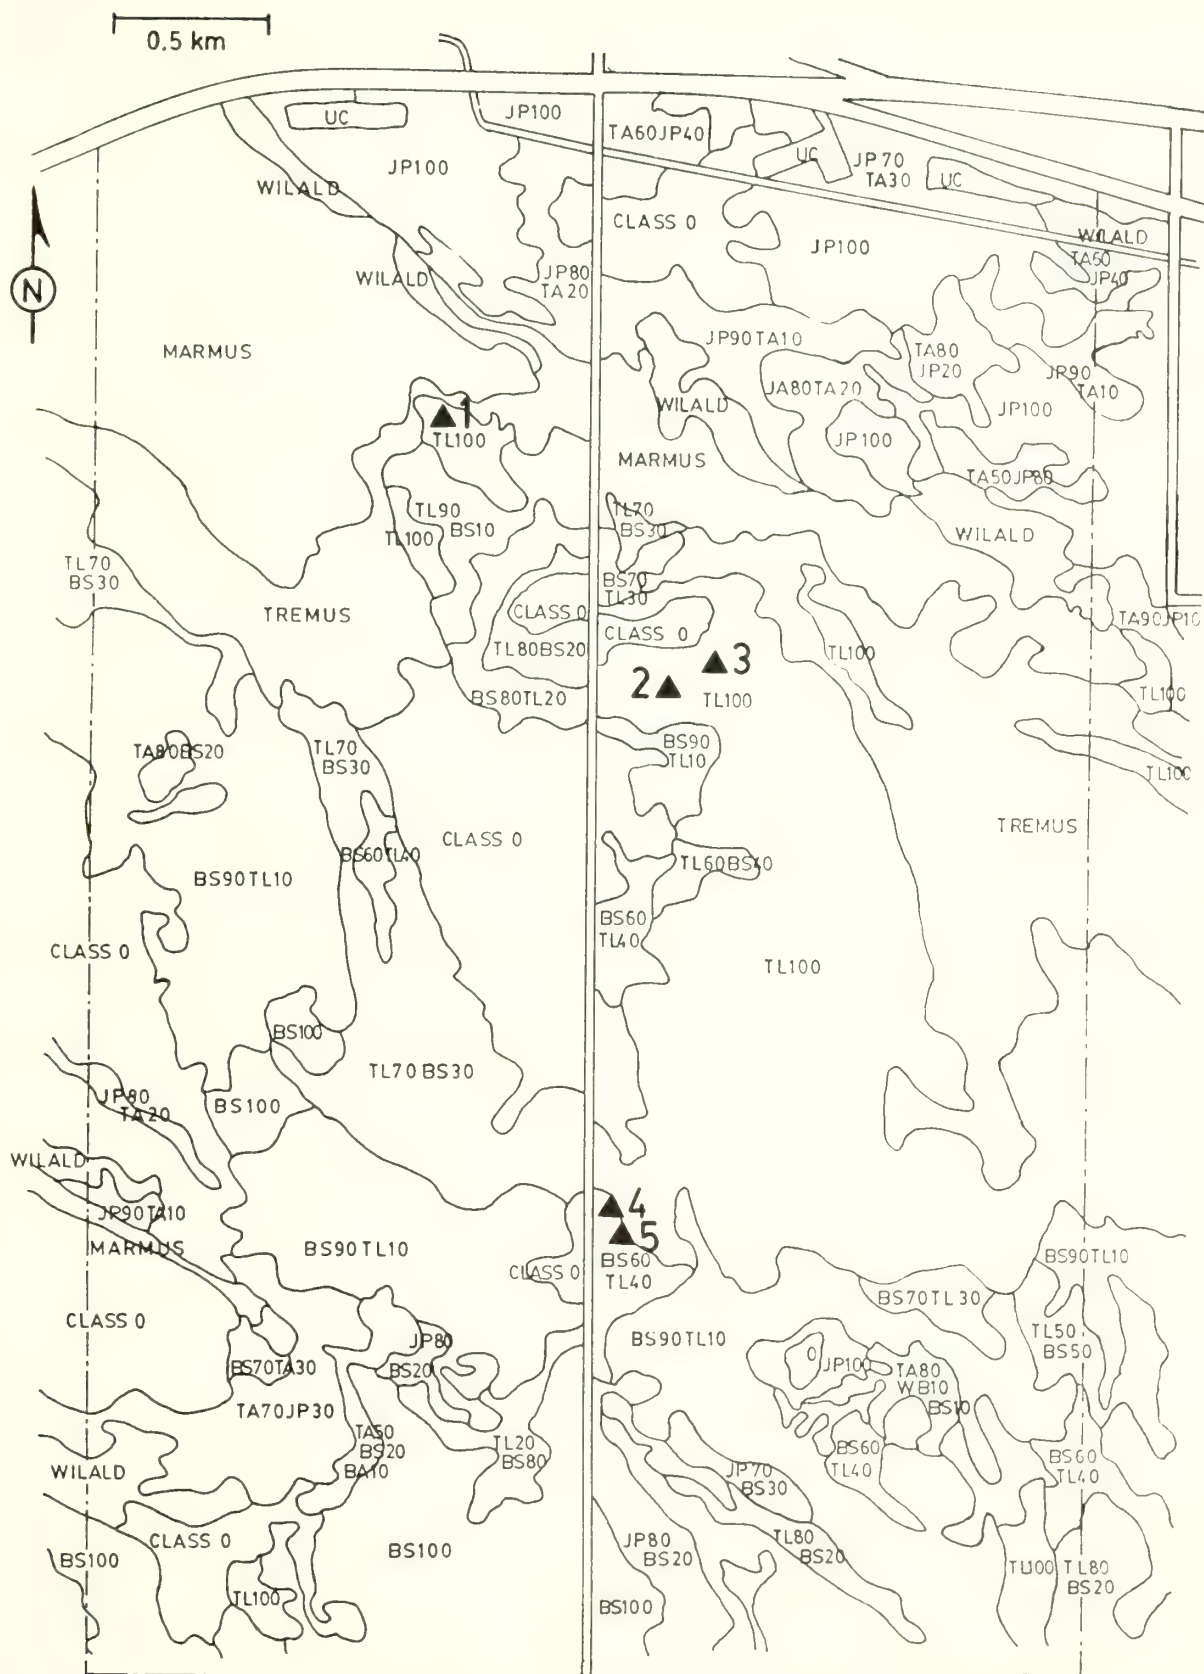 0.5 km
UC
JP100
TA60JP40
UC
JP70
TA30
UC
JP100
WILALD
CLASS 0
JP100
WILALD
TA60
JP40
WILALD
JP80
TA20
N
MARMUS
JP90TA10
TA80
JP20
JP90
TA10
JA80TA20
WILALD
JP100
1
TL100
JP100
MARMUS
TA50JP80
TL90
BS10
TL100
TL70
BS30
WILALD
TL70
BS30
BS70
TL30
TREMUS
CLASS 0
CLASS 0
TA90JP10
TL80BS20
TL100
3
2
TL100
BS80TL20
TL100
TA80BS20
TL70
BS30
BS90
TL10
TL100
CLASS 0
TREMUS
BS60TL40
TL60BS40
BS90TL10
BS60
TL40
CLASS 0
TL100
BS100
TL70BS30
JP80
TA20
BS100
WILALD
JP90TA10
4
5
MARMUS
BS90TL10
CLASS 0
BS60
TL40
BS90TL10
BS70TL30
CLASS 0
JP80
BS90TL10
TL50
BS50
BS70TA30
BS20
0
JP100
TA80
WB10
BS10
TA70JP30
TA50
BS20
BA10
TL20
BS80
WILALD
BS60
TL40
BS60
TL40
JP70
BS30
CLASS 0
BS100
BS100
JP80
BS20
TL80
BS20
TL100
TL80
BS20
TL100
BS100